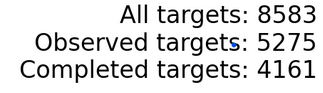 All targets: 8583
Observed targets: 5275
Completed targets: 4161